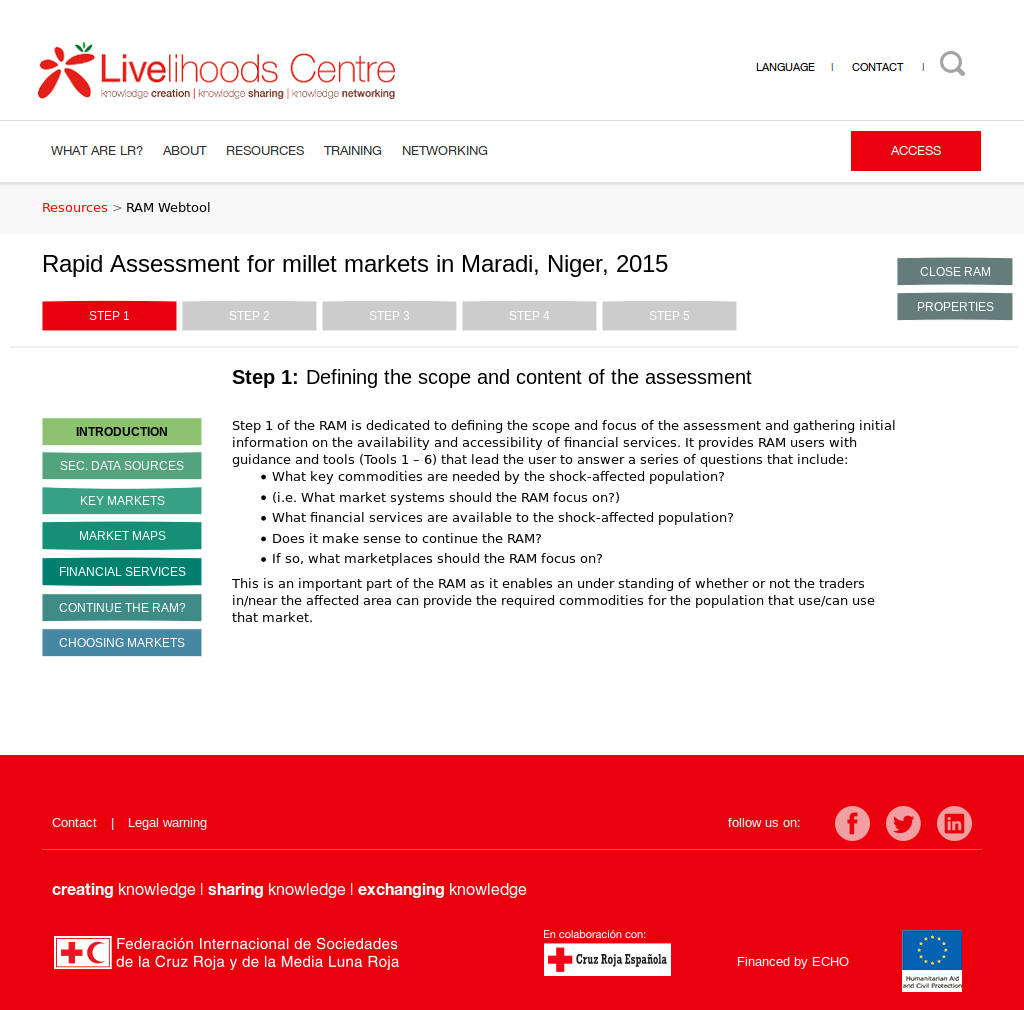 Livelihoods Centre
knowledge creation | knowledge sharing | knowledge networking
LANGUAGE | CONTACT |
WHAT ARE LR? ABOUT RESOURCES TRAINING NETWORKING ACCESS
Resources > RAM Webtool
Rapid Assessment for millet markets in Maradi, Niger, 2015
CLOSE RAM
PROPERTIES
STEP 1 STEP 2 STEP 3 STEP 4 STEP 5
Step 1: Defining the scope and content of the assessment
INTRODUCTION
SEC. DATA SOURCES
KEY MARKETS
MARKET MAPS
FINANCIAL SERVICES
CONTINUE THE RAM?
CHOOSING MARKETS
Step 1 of the RAM is dedicated to defining the scope and focus of the assessment and gathering initial
information on the availability and accessibility of financial services. It provides RAM users with
guidance and tools (Tools 1 – 6) that lead the user to answer a series of questions that include:
• What key commodities are needed by the shock-affected population?
• (i.e. What market systems should the RAM focus on?)
• What financial services are available to the shock-affected population?
• Does it make sense to continue the RAM?
• If so, what marketplaces should the RAM focus on?
This is an important part of the RAM as it enables an under standing of whether or not the traders
in/near the affected area can provide the required commodities for the population that use/can use
that market.
Contact | Legal warning
follow us on:
creating knowledge | sharing knowledge | exchanging knowledge
Federación Internacional de Sociedades
de la Cruz Roja y de la Media Luna Roja
En colaboración con:
Cruz Roja Española
Financed by ECHO
Humanitarian Aid
and Civil Protection